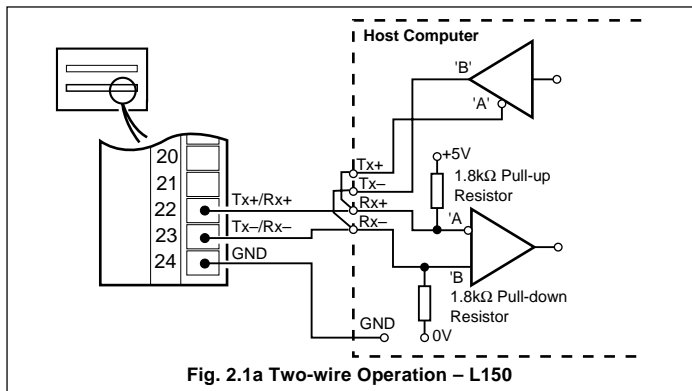 Host Computer
'B'
'A'
20
21
22
23
24
Tx+/Rx+
Tx–/Rx–
GND
Tx+
Tx–
Rx+
Rx–
+5V
1.8kΩ Pull-up
Resistor
'A
'B
1.8kΩ Pull-down
Resistor
GND
0V
Fig. 2.1a Two-wire Operation – L150